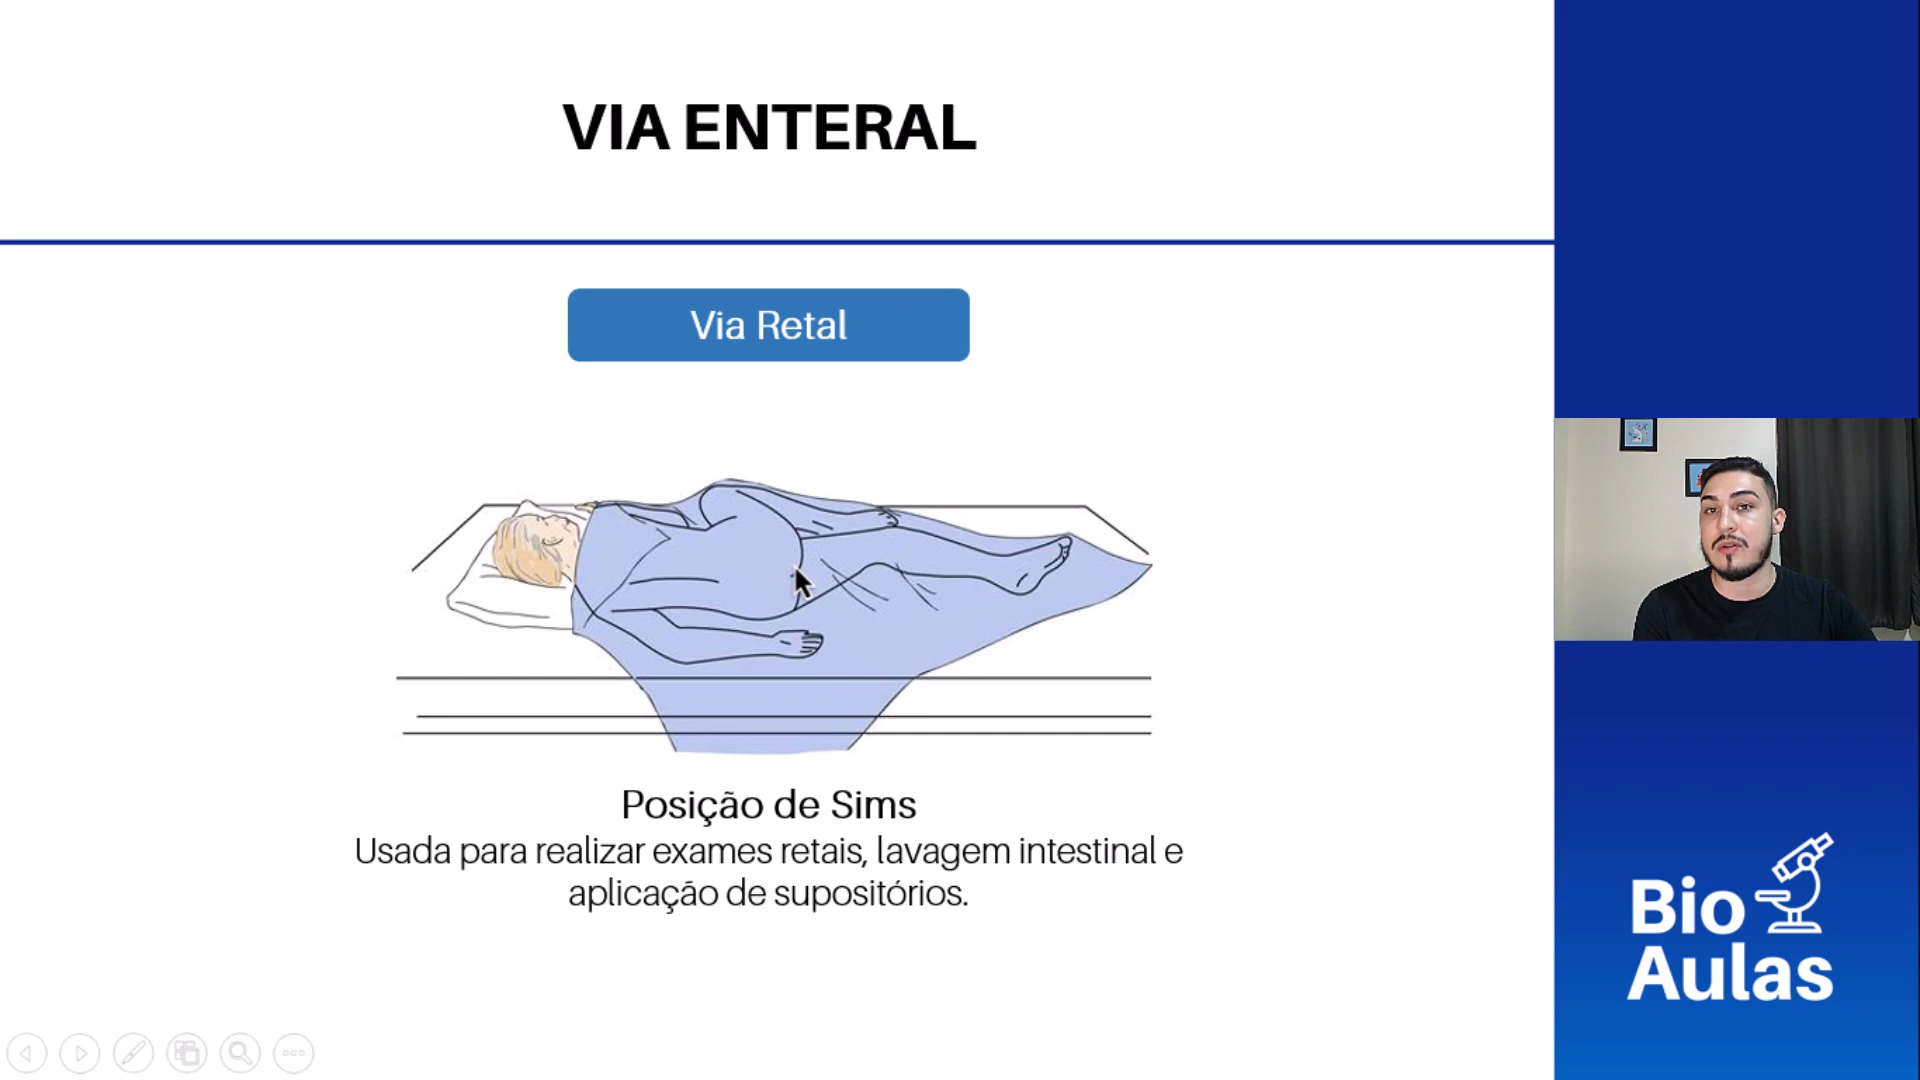 VIA ENTERAL
Via Retal
Posição de Sims
Usada para realizar exames retais, lavagem intestinal e
aplicação de supositórios.
Bio
Aulas